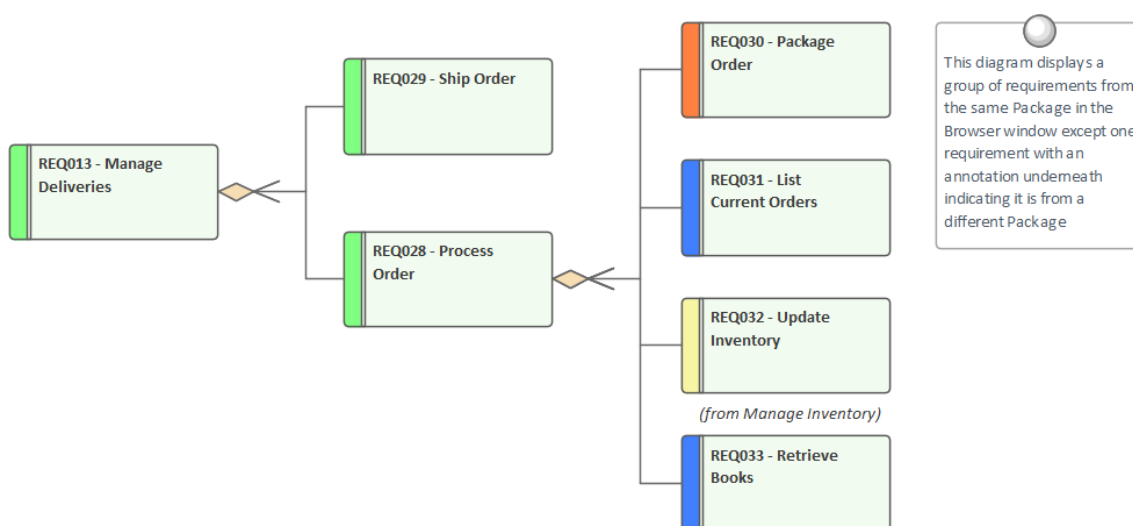 REQ013 - Manage
Deliveries
REQ029 - Ship Order
REQ028 - Process
Order
REQ030 - Package
Order
REQ031 - List
Current Orders
REQ032 - Update
Inventory
(from Manage Inventory)
REQ033 - Retrieve
Books
This diagram displays a
group of requirements from
the same Package in the
Browser window except one
requirement with an
annotation underneath
indicating it is from a
different Package